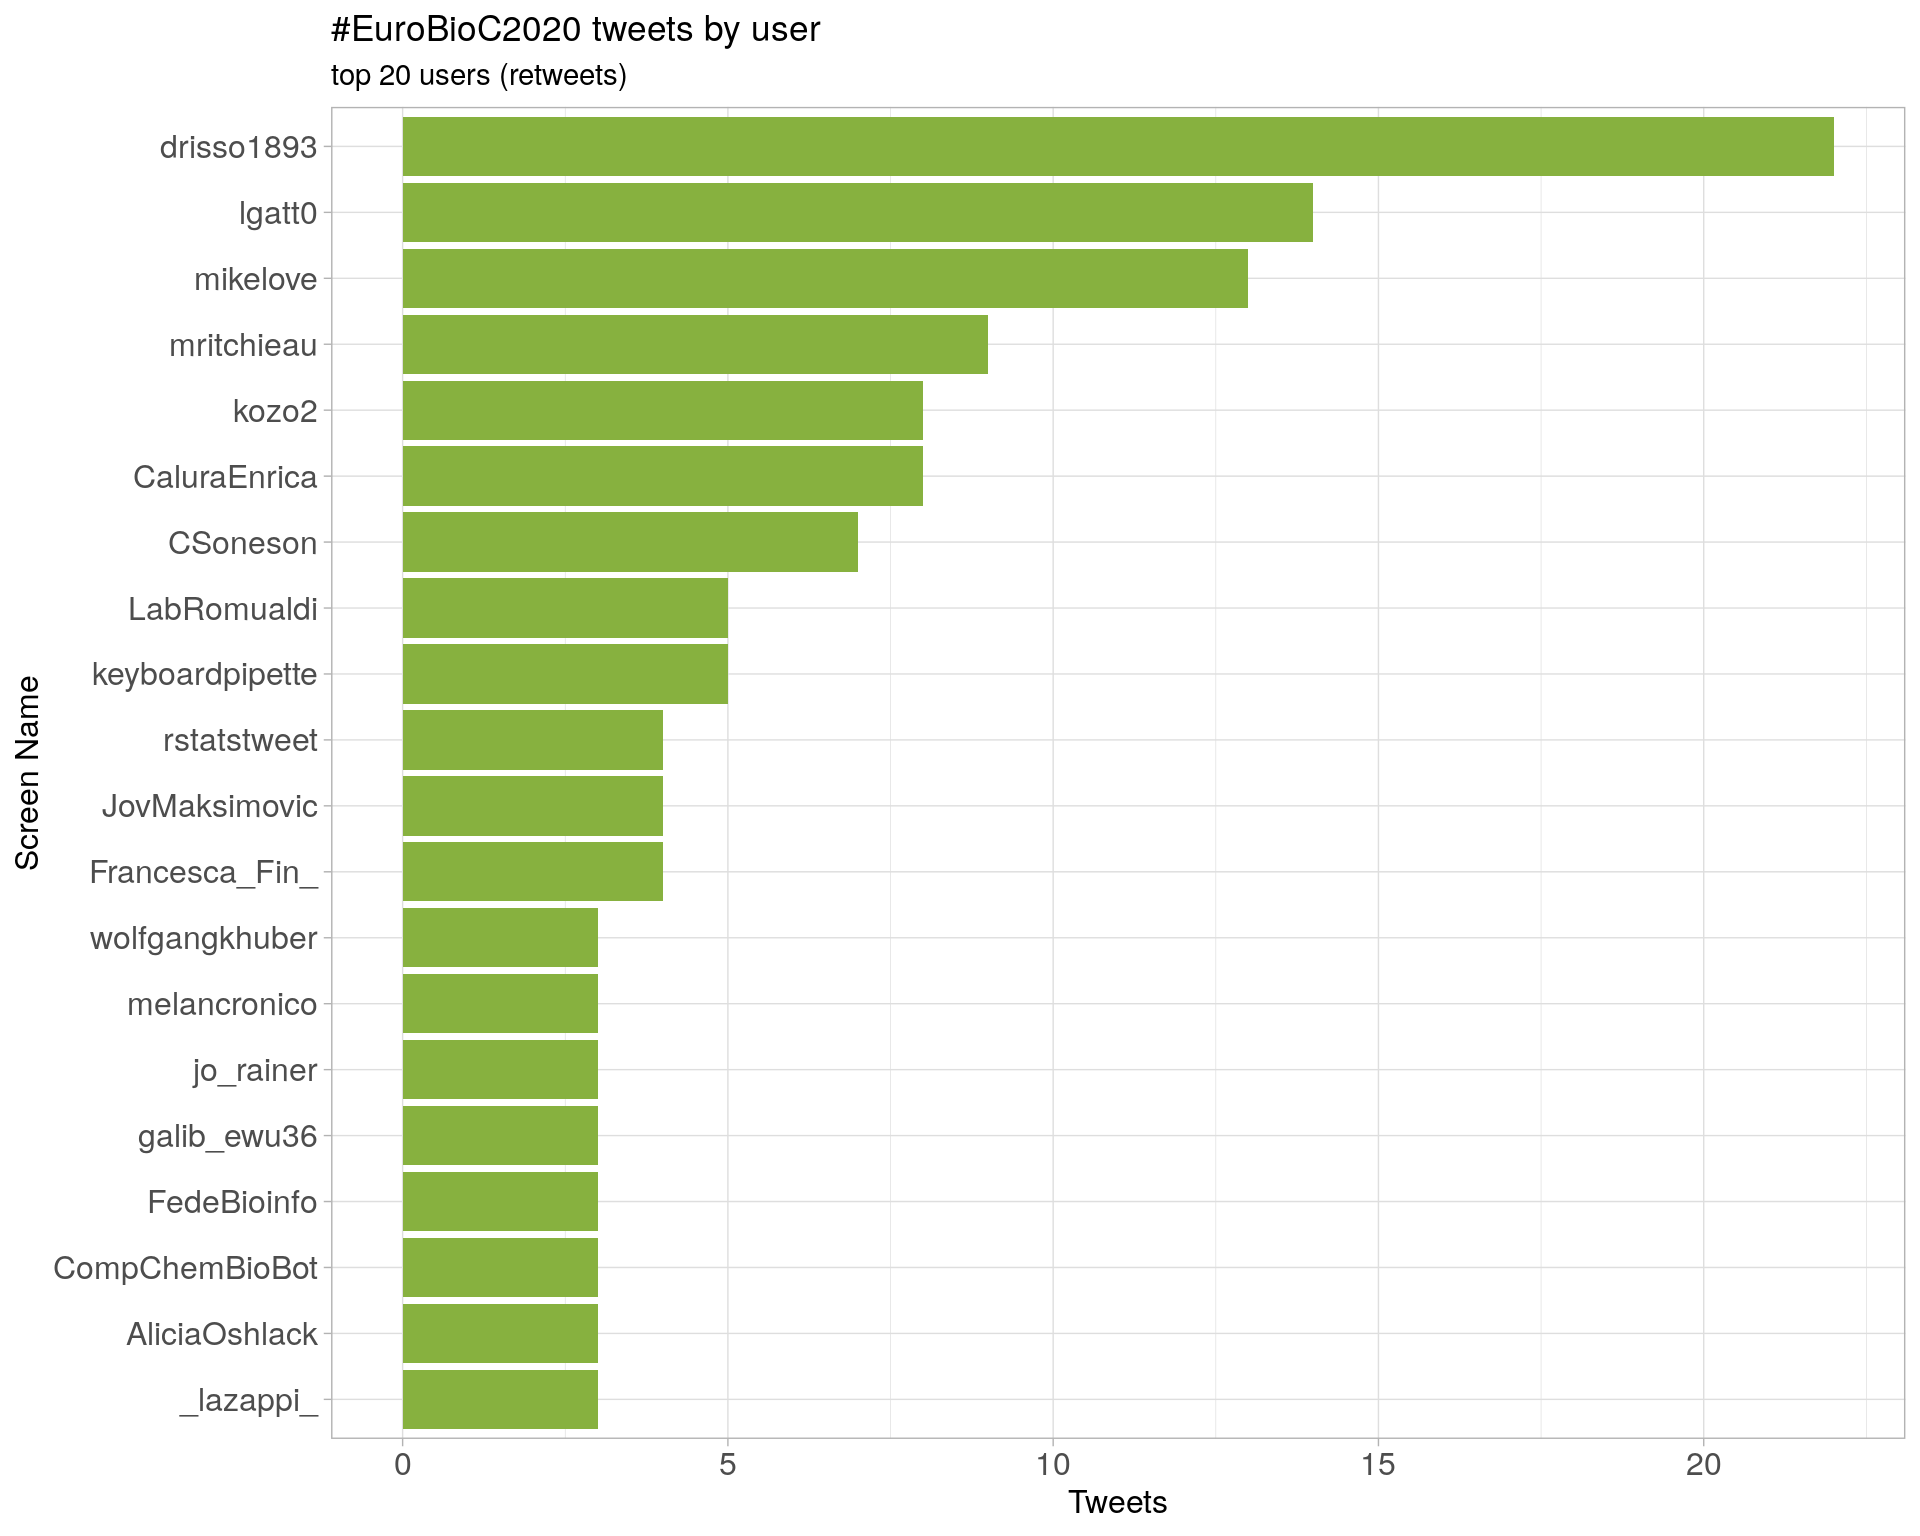 #EuroBioC2020 tweets by user
top 20 users (retweets)
drisso1893
lgatt0
mikelove
mritchieau
kozo2
CaluraEnrica
CSoneson
LabRomualdi
keyboardpipette
rstatstweet
JovMaksimovic
Francesca_Fin_
wolfgangkhuber
melancronico
jo_rainer
galib_ewu36
FedeBioinfo
CompChemBioBot
AliciaOshlack
_lazappi_
Screen Name
0 5 10 15 20
Tweets